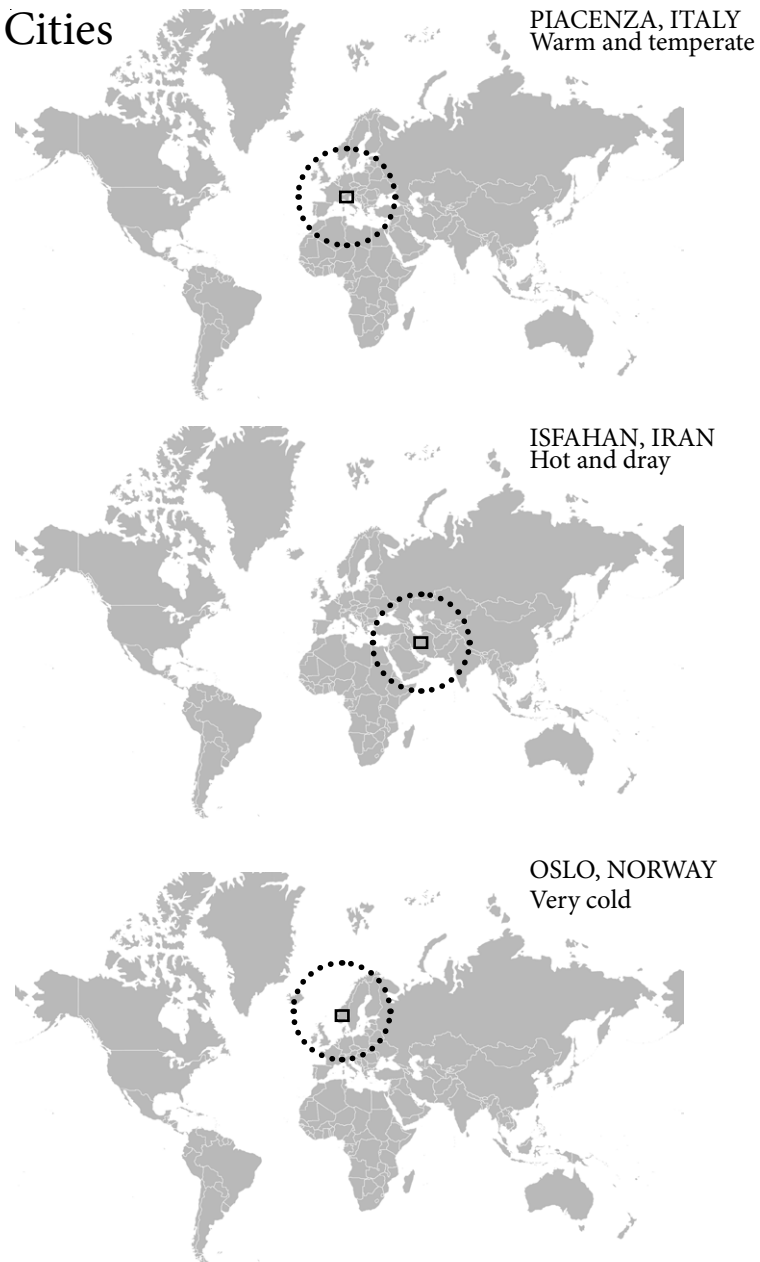 Cities
PIACENZA, ITALY
Warm and temperate
ISFAHAN, IRAN
Hot and dray
OSLO, NORWAY
Very cold